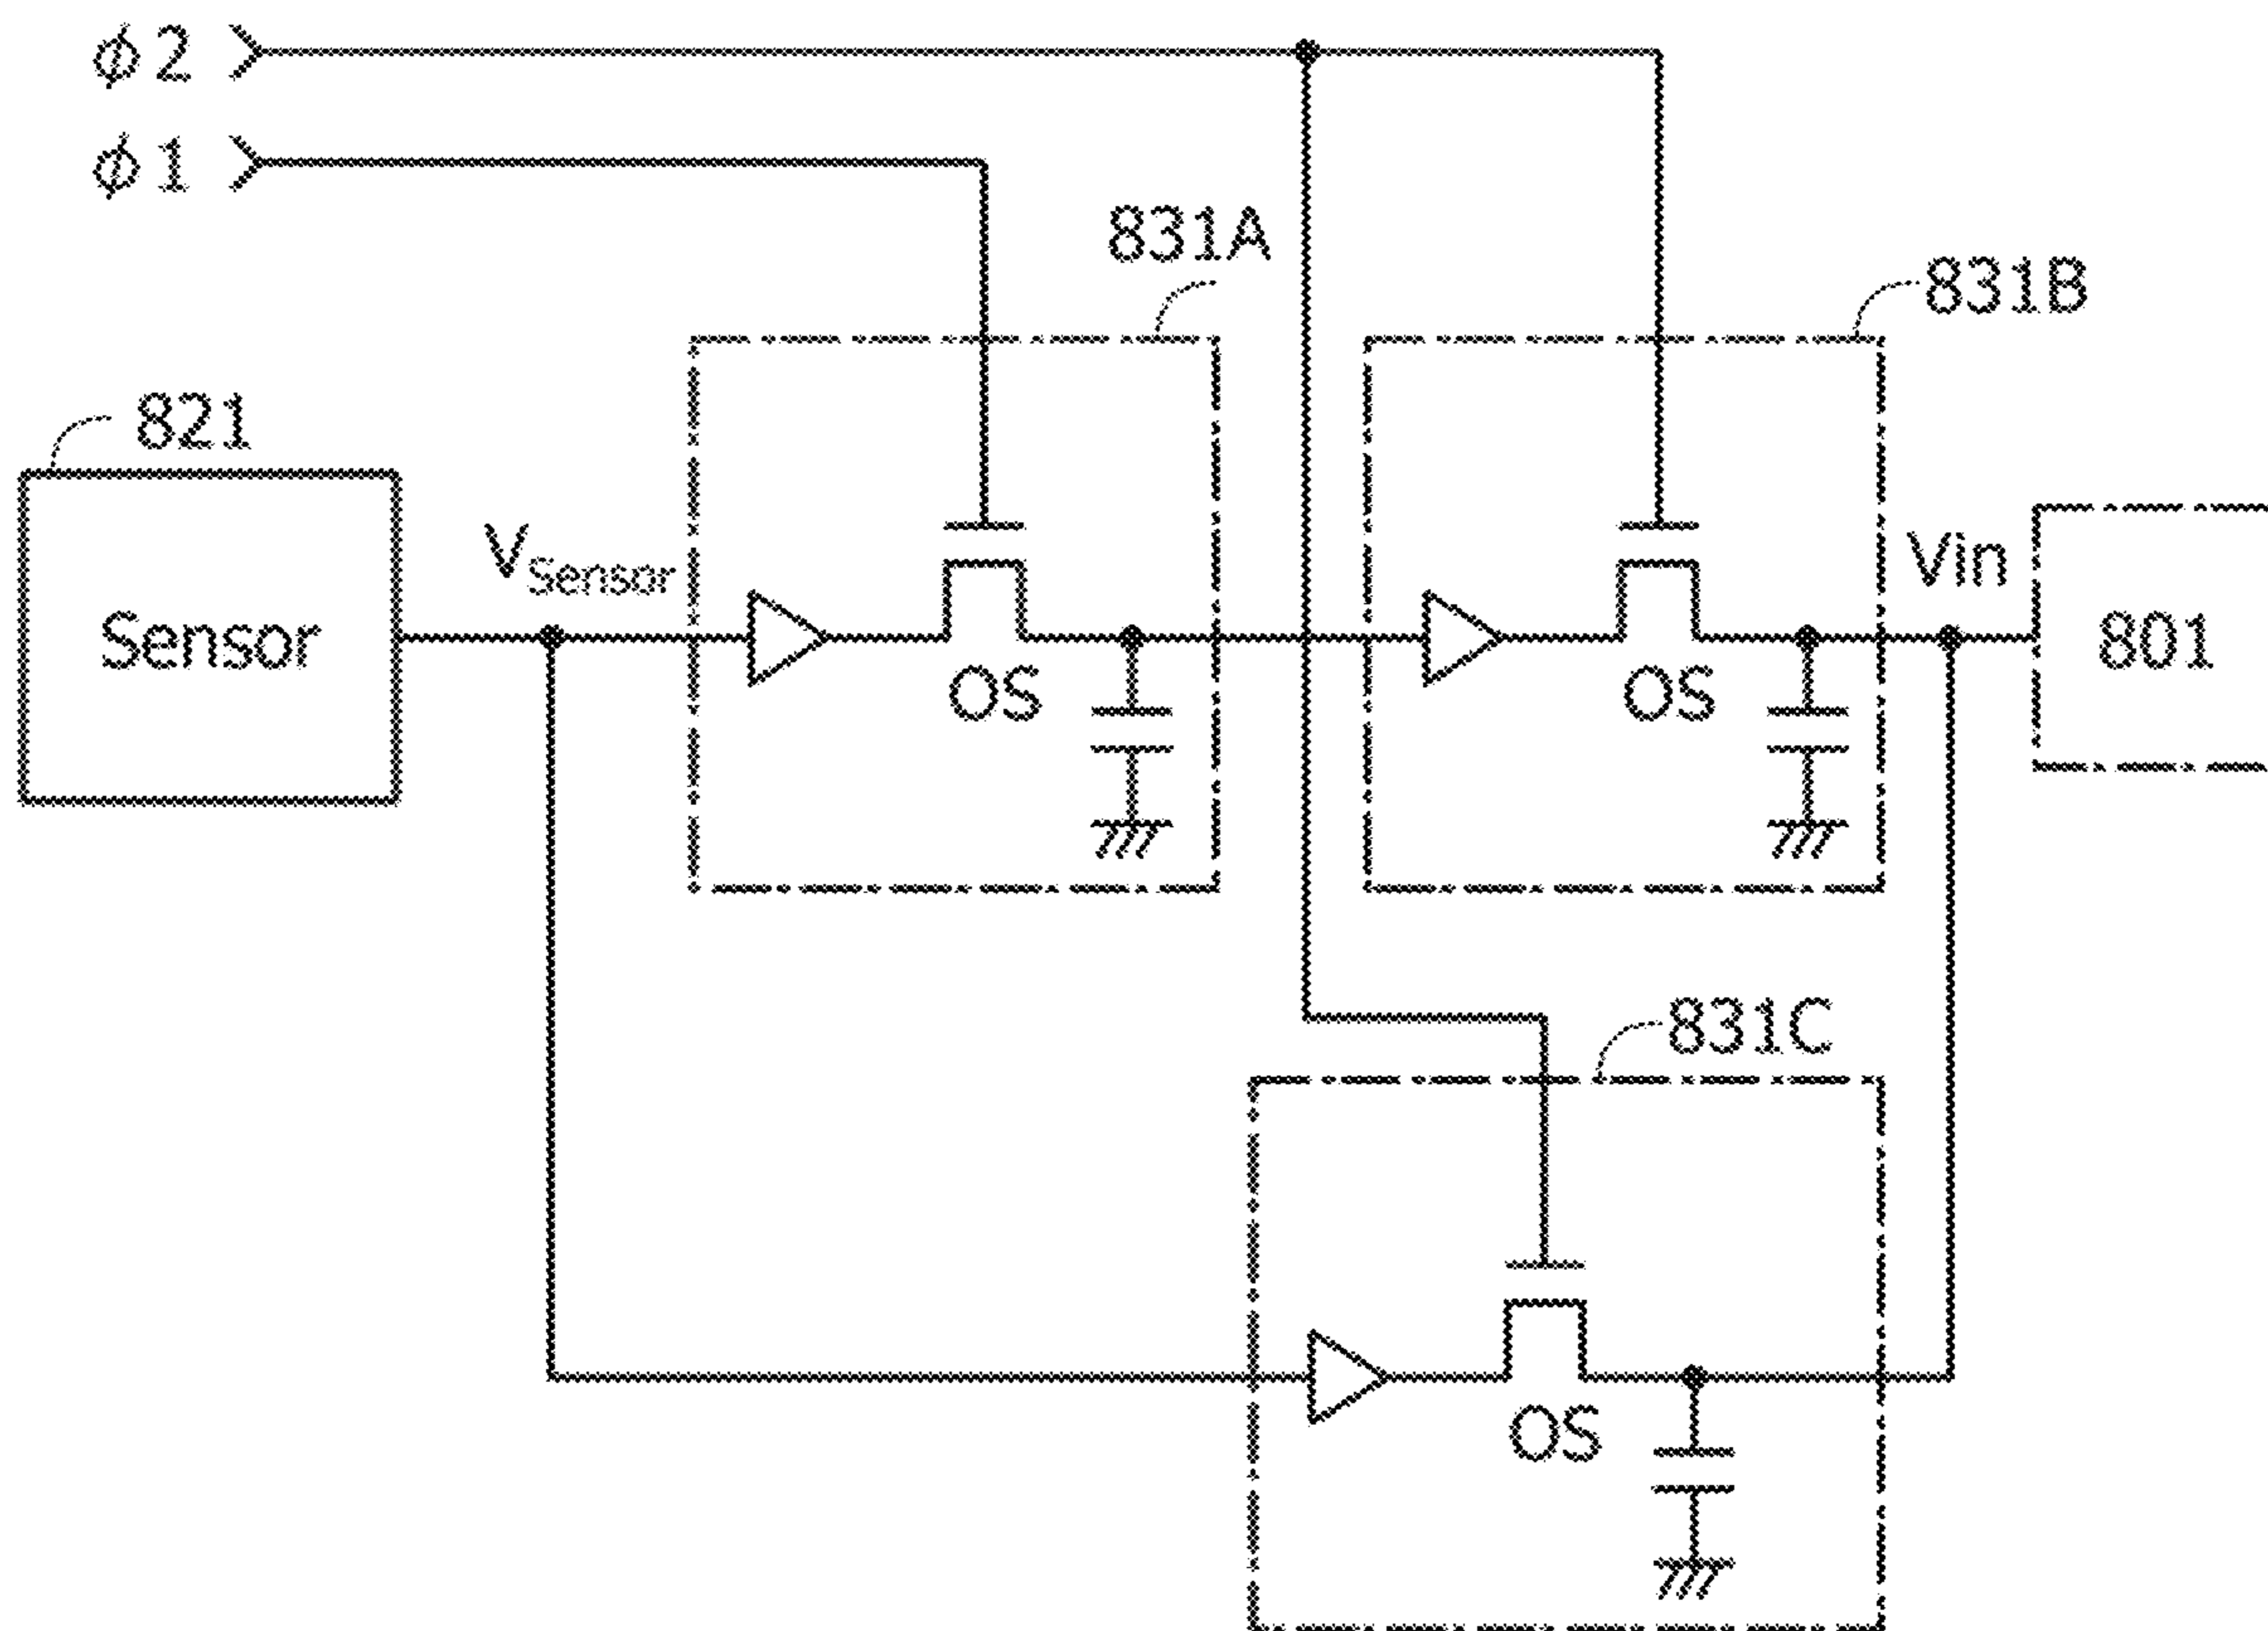 ϕ2
ϕ1
831A
831B
821
V_Sensor
Vin
Sensor
801
OS
OS
831C
OS